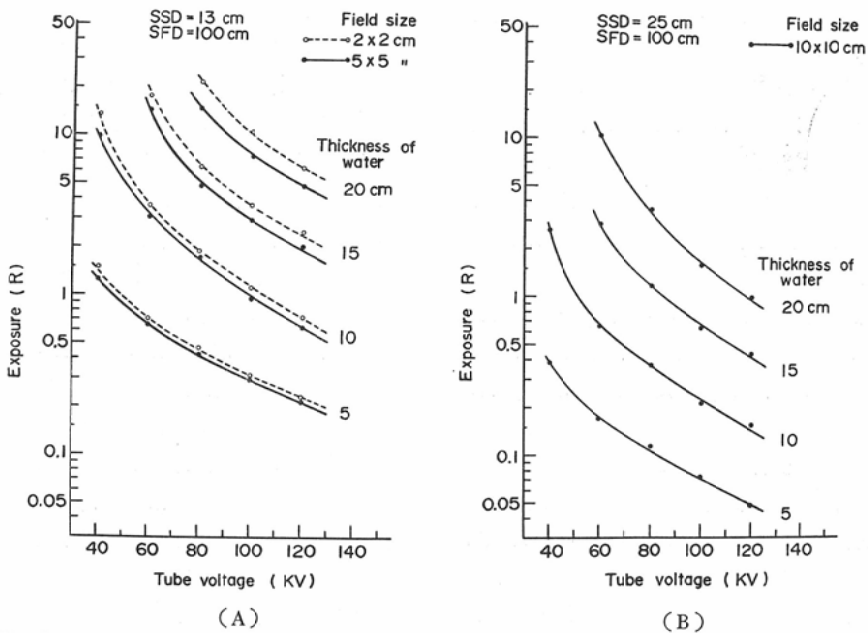 SSD = 13 cm
SFD = 100 cm
Field size
2 x 2 cm
5 x 5 "
50
10
5
1
0.5
0.1
0.05
Exposure (R)
Thickness of
water
20 cm
15
10
5
40 60 80 100 120 140
Tube voltage (KV)
(A)
SSD = 25 cm
SFD = 100 cm
Field size
10 x 10 cm
50
10
5
1
0.5
0.1
0.05
Exposure (R)
Thickness of
water
20 cm
15
10
5
40 60 80 100 120 140
Tube voltage (KV)
(B)